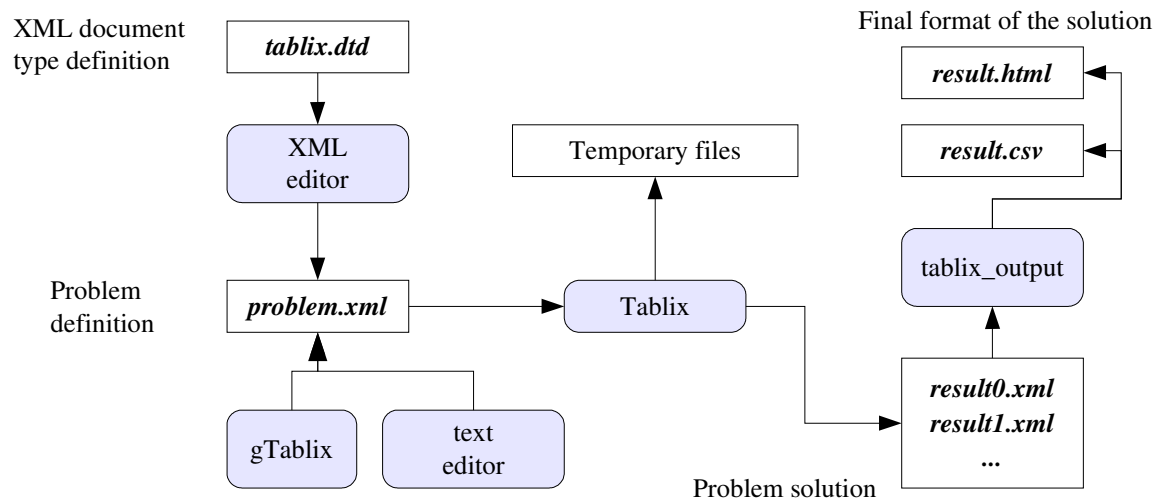 XML document
type definition
tablix.dtd
Final format of the solution
result.html
XML
editor
Temporary files
result.csv
tablix_output
Problem
definition
problem.xml
Tablix
result0.xml
result1.xml
...
gTablix
text
editor
Problem solution